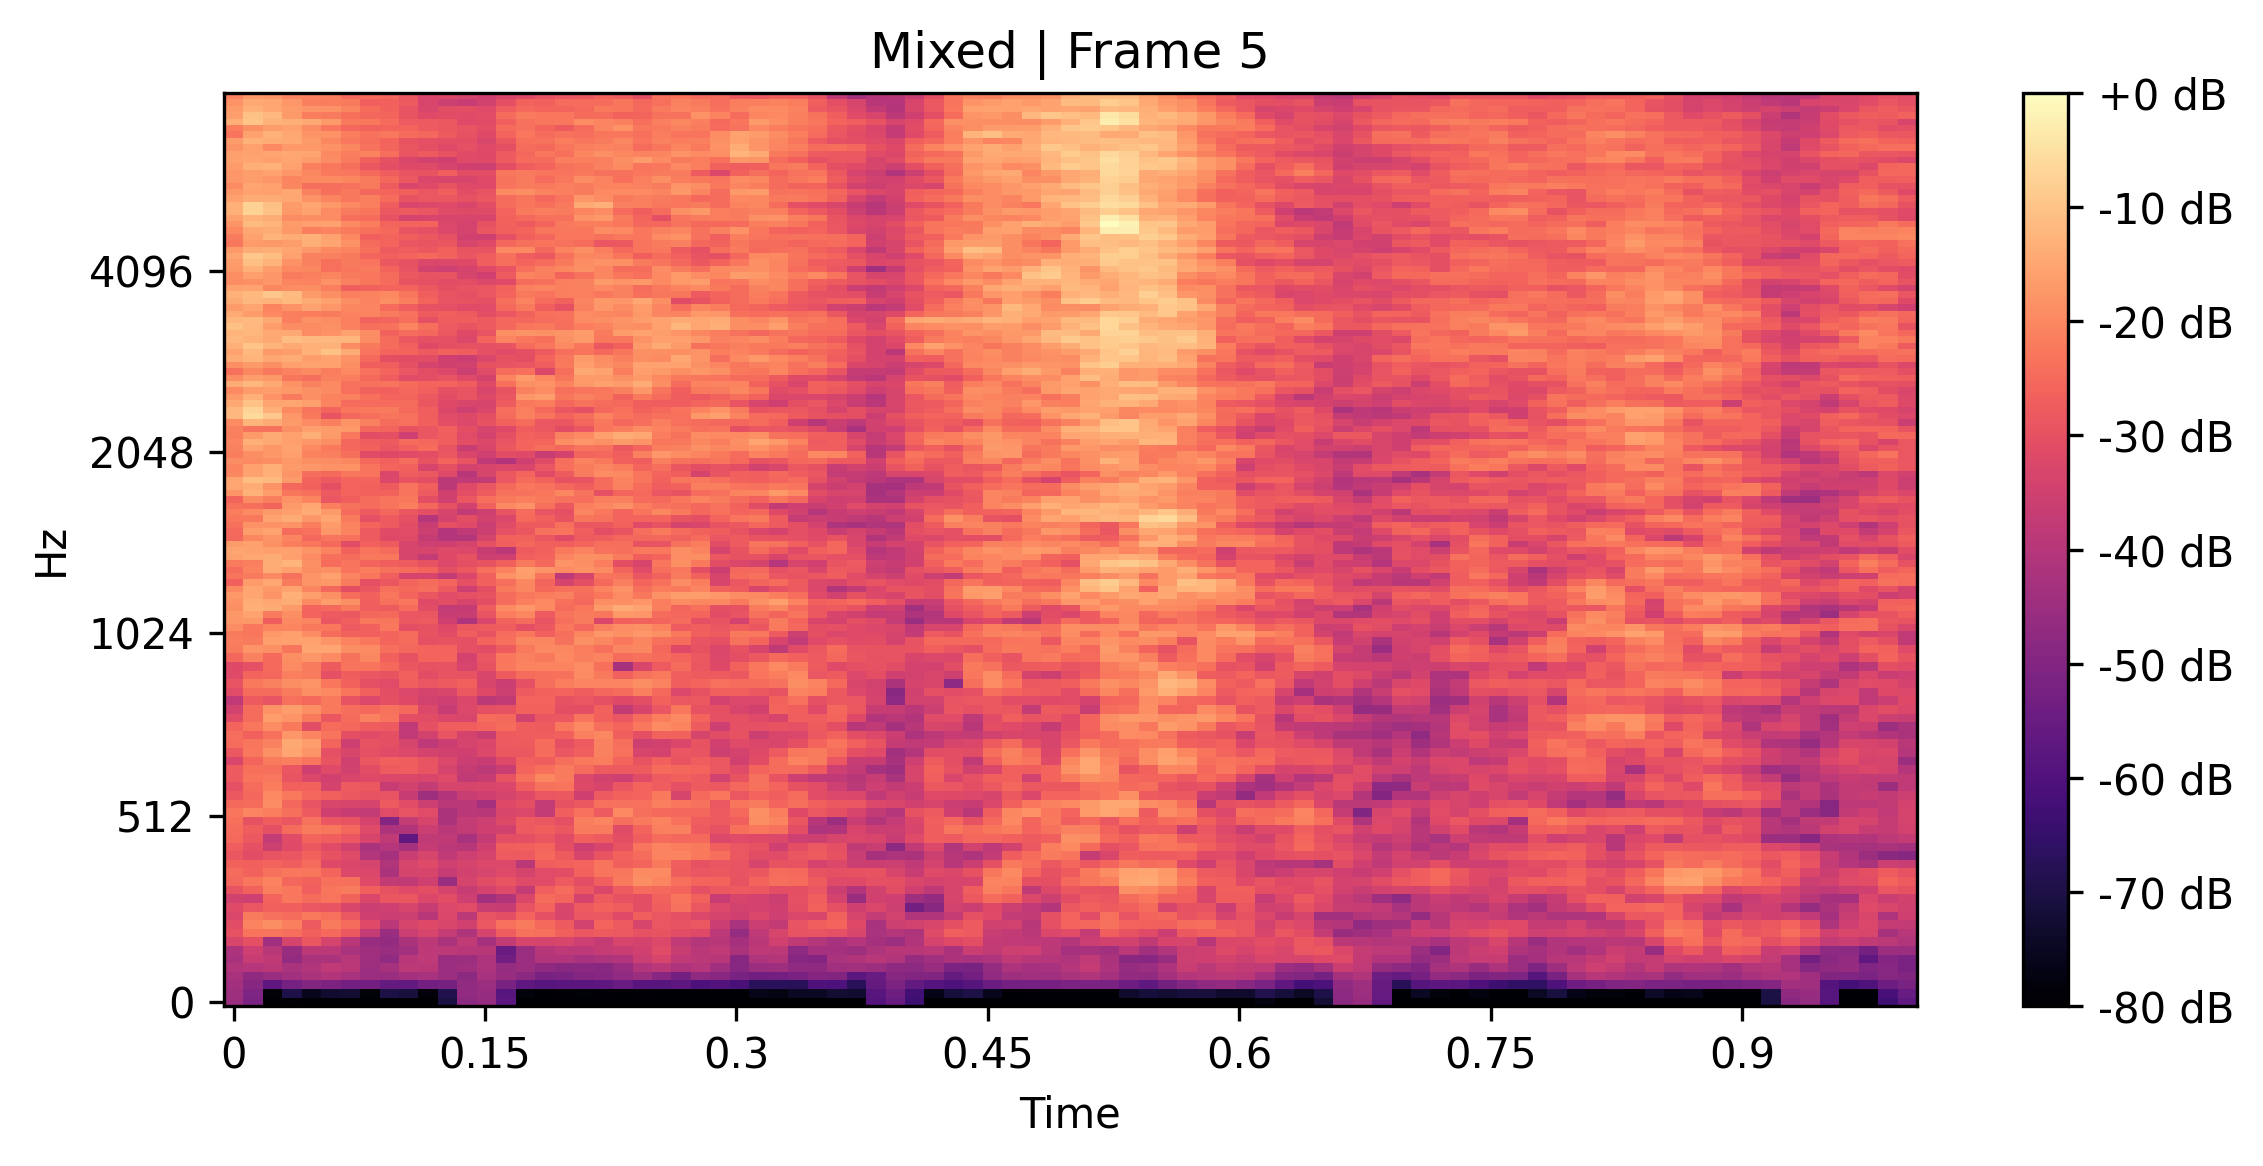 Mixed | Frame 5
+0 dB
-10 dB
-20 dB
-30 dB
-40 dB
-50 dB
-60 dB
-70 dB
-80 dB
Hz
4096
2048
1024
512
0
0 0.15 0.3 0.45 0.6 0.75 0.9
Time